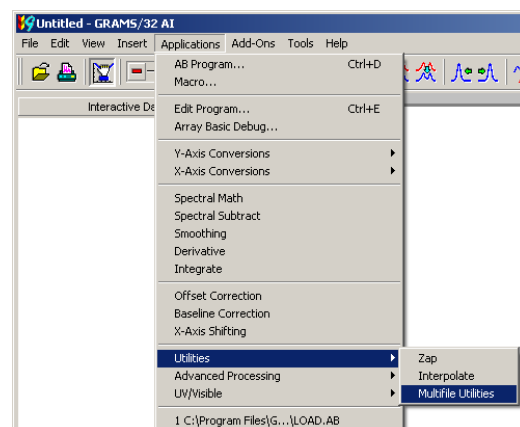 Untitled - GRAMS/32 AI
File Edit View Insert Applications Add-Ons Tools Help
AB Program... Ctrl+D
Macro...
Interactive De
Edit Program... Ctrl+E
Array Basic Debug...
Y-Axis Conversions
X-Axis Conversions
Spectral Math
Spectral Subtract
Smoothing
Derivative
Integrate
Offset Correction
Baseline Correction
X-Axis Shifting
Utilities
Advanced Processing
UV/Visible
Zap
Interpolate
Multifile Utilities
1 C:\Program Files\G...\LOAD.AB